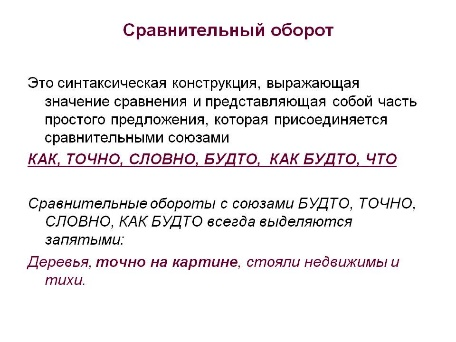 Сравнительный оборот
Это синтаксическая конструкция, выражающая
значение сравнения и представляющая собой часть
простого предложения, которая присоединяется
сравнительными союзами
КАК, ТОЧНО, СЛОВНО, БУДТО, КАК БУДТО, ЧТО
Сравнительные обороты с союзами БУДТО, ТОЧНО,
СЛОВНО, КАК БУДТО всегда выделяются
запятыми:
Деревья, точно на картине, стояли недвижимы и
тихи.